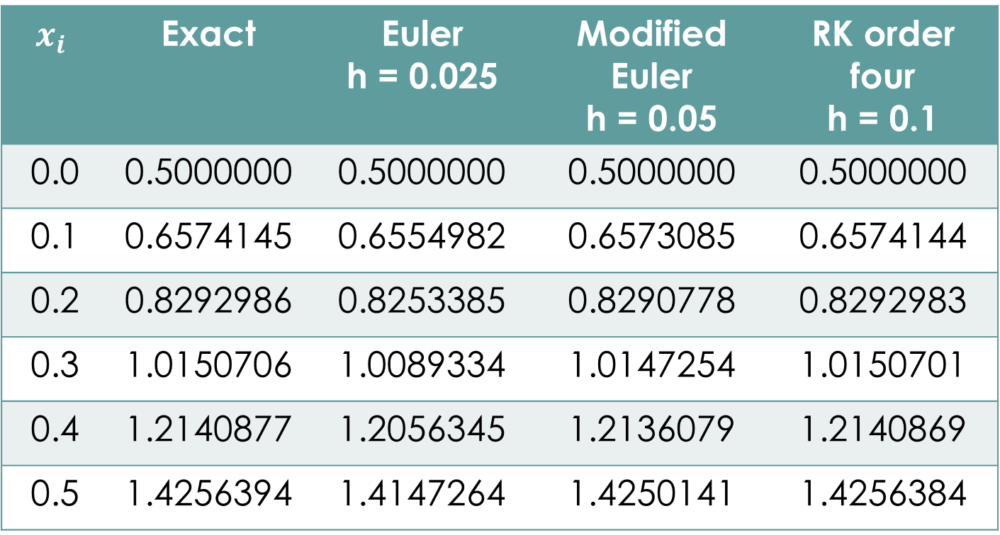 xᵢ Exact Euler h = 0.025 Modified Euler h = 0.05 RK order four h = 0.1
0.0 0.5000000 0.5000000 0.5000000 0.5000000
0.1 0.6574145 0.6554982 0.6573085 0.6574144
0.2 0.8292986 0.8253385 0.8290778 0.8292983
0.3 1.0150706 1.0089334 1.0147254 1.0150701
0.4 1.2140877 1.2056345 1.2136079 1.2140869
0.5 1.4256394 1.4147264 1.4250141 1.4256384